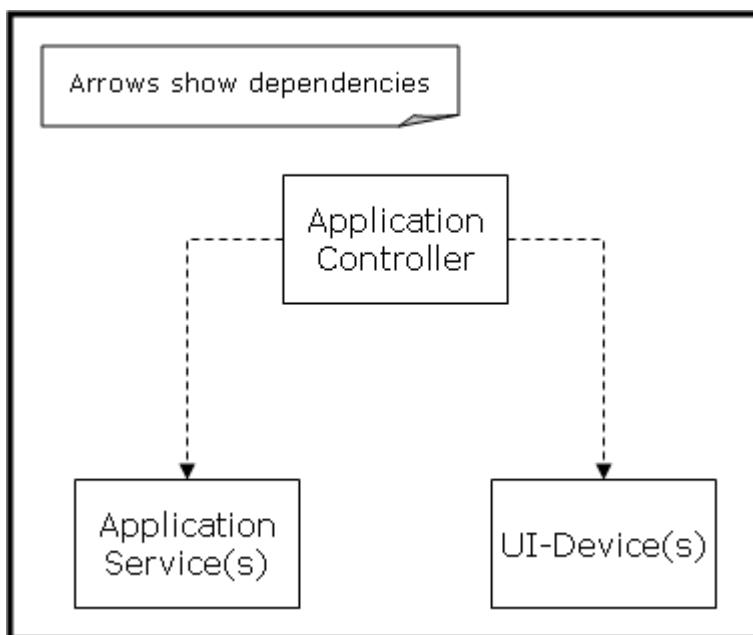 Arrows show dependencies
Application
Controller
Application
Service(s)
UI-Device(s)